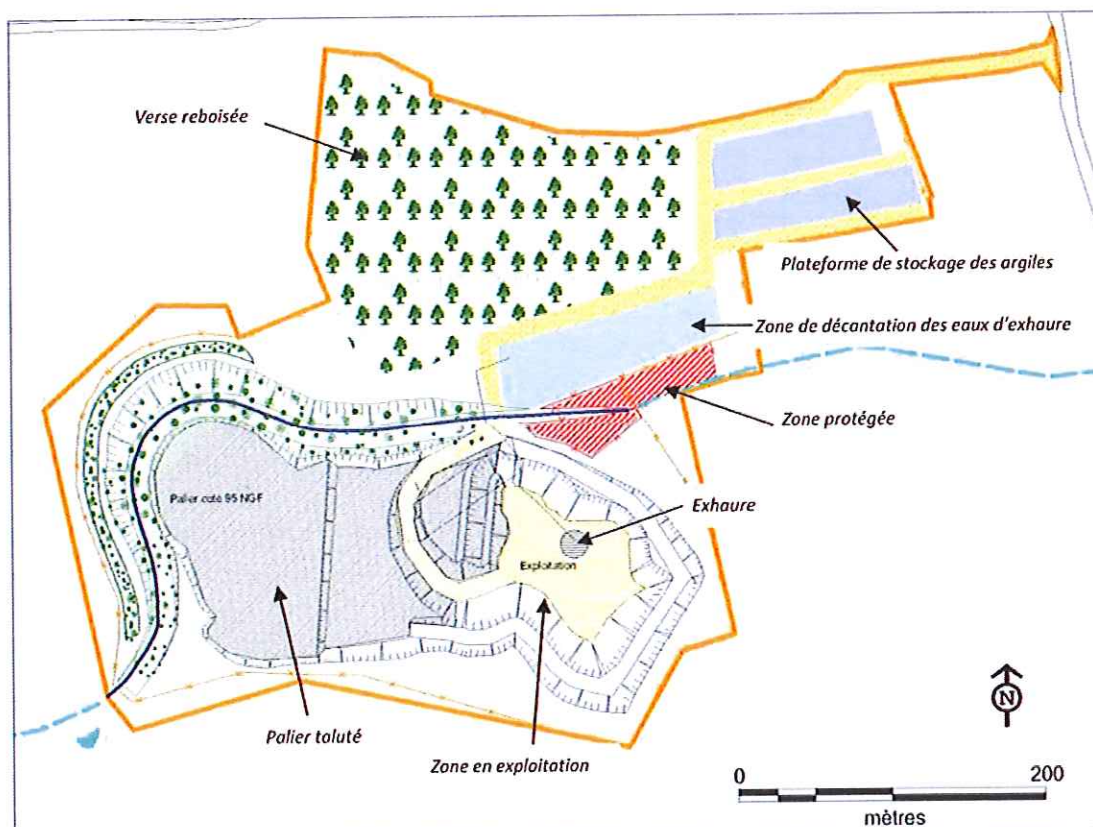 Verse reboisée
Plateforme de stockage des argiles
Zone de décantation des eaux d'exhaure
Zone protégée
Palier coté 95 NGF
Exhaure
Exploitation
Palier taluté
Zone en exploitation
N
0 200
mètres